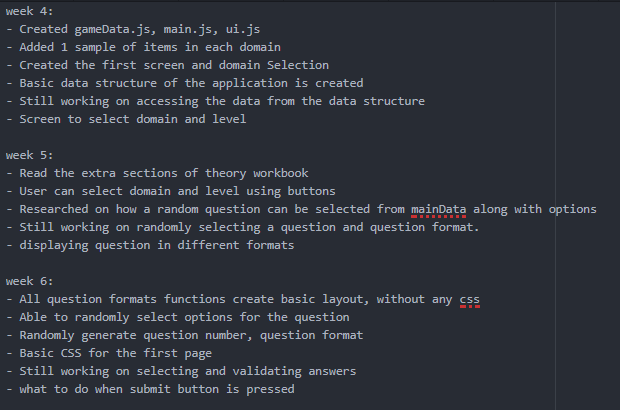 week 4:
- Created gameData.js, main.js, ui.js
- Added 1 sample of items in each domain
- Created the first screen and domain Selection
- Basic data structure of the application is created
- Still working on accessing the data from the data structure
- Screen to select domain and level
week 5:
- Read the extra sections of theory workbook
- User can select domain and level using buttons
- Researched on how a random question can be selected from mainData along with options
- Still working on randomly selecting a question and question format.
- displaying question in different formats
week 6:
- All question formats functions create basic layout, without any css
- Able to randomly select options for the question
- Randomly generate question number, question format
- Basic CSS for the first page
- Still working on selecting and validating answers
- what to do when submit button is pressed